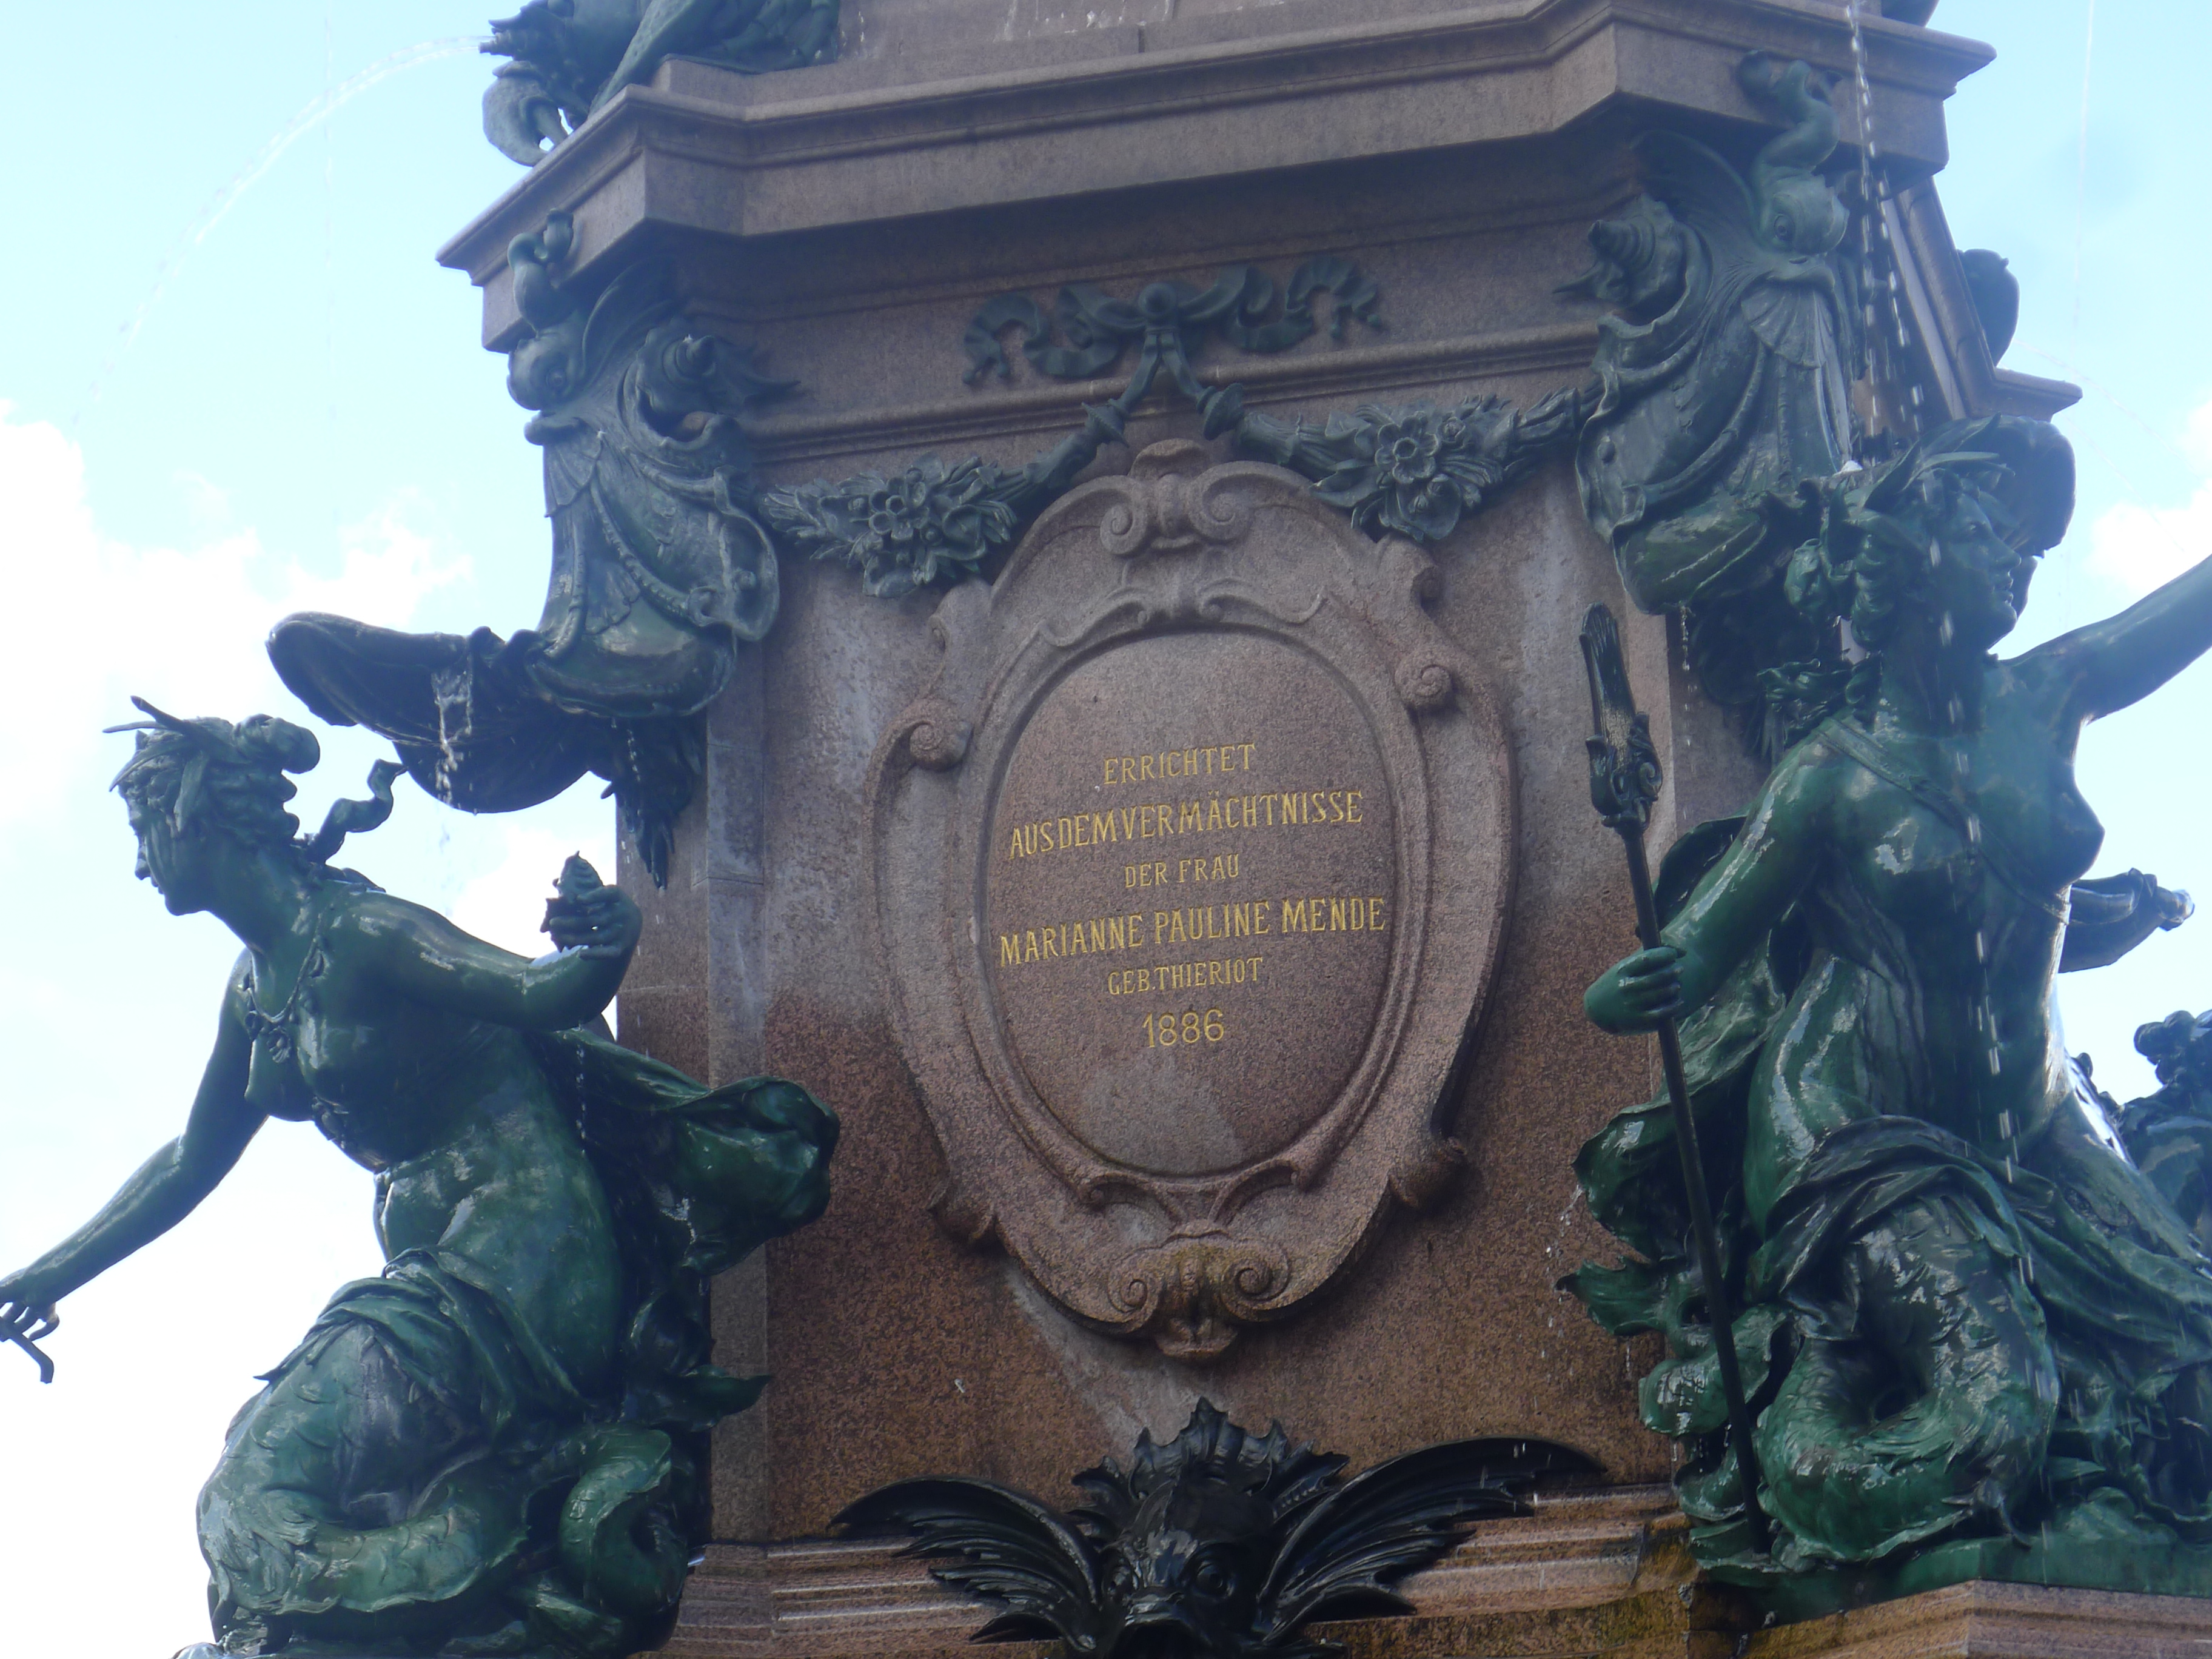 ERRICHTET
AUS DEM VERMÄCHTNISSE
DER FRAU
MARIANNE PAULINE MENDE
GEB. THIERIOT
1886